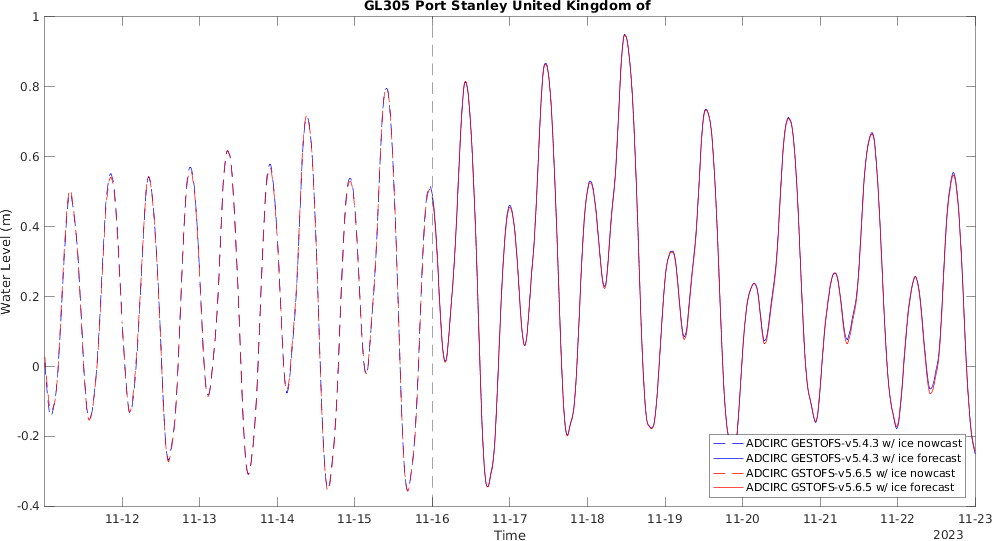 GL305 Port Stanley United Kingdom of
1
0.8
0.6
0.4
0.2
0
-0.2
-0.4
Water Level (m)
ADCIRC GESTOFS-v5.4.3 w/ ice nowcast
ADCIRC GESTOFS-v5.4.3 w/ ice forecast
ADCIRC GSTOFS-v5.6.5 w/ ice nowcast
ADCIRC GSTOFS-v5.6.5 w/ ice forecast
11-12 11-13 11-14 11-15 11-16 11-17 11-18 11-19 11-20 11-21 11-22 11-23
Time
2023